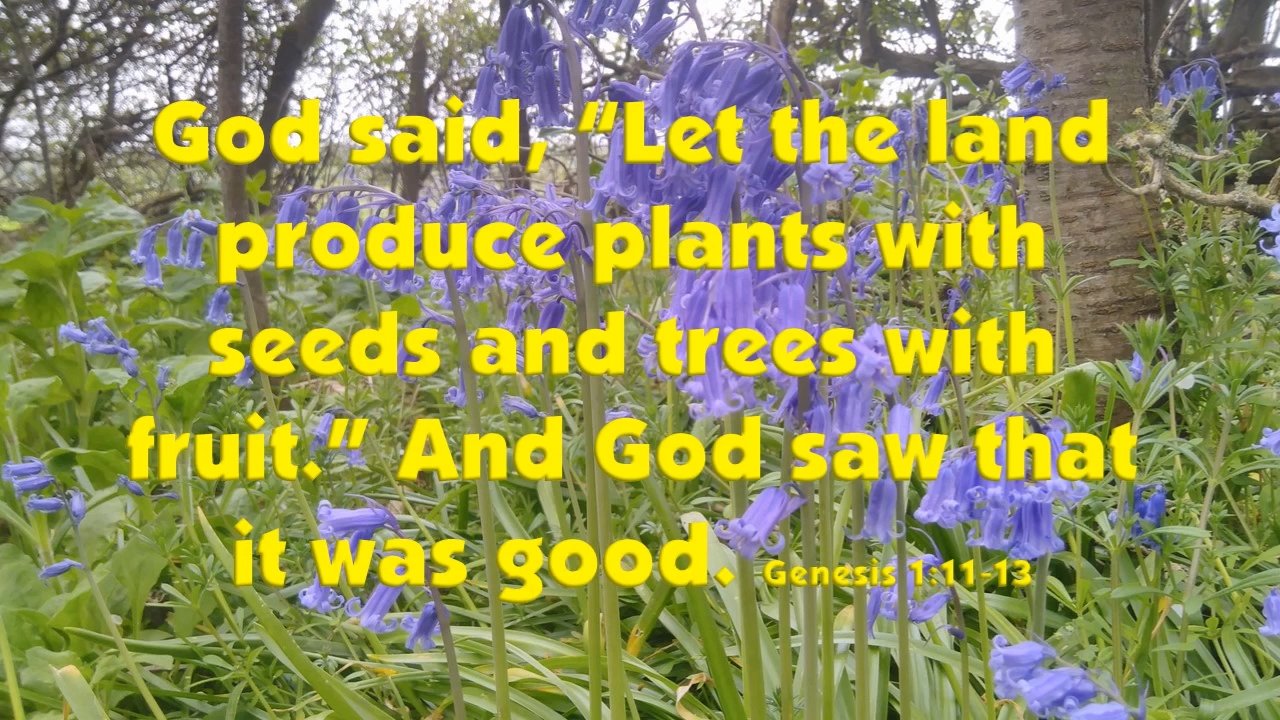 God said, “Let the land
produce plants with
seeds and trees with
fruit.” And God saw that
it was good. Genesis 1:11-13